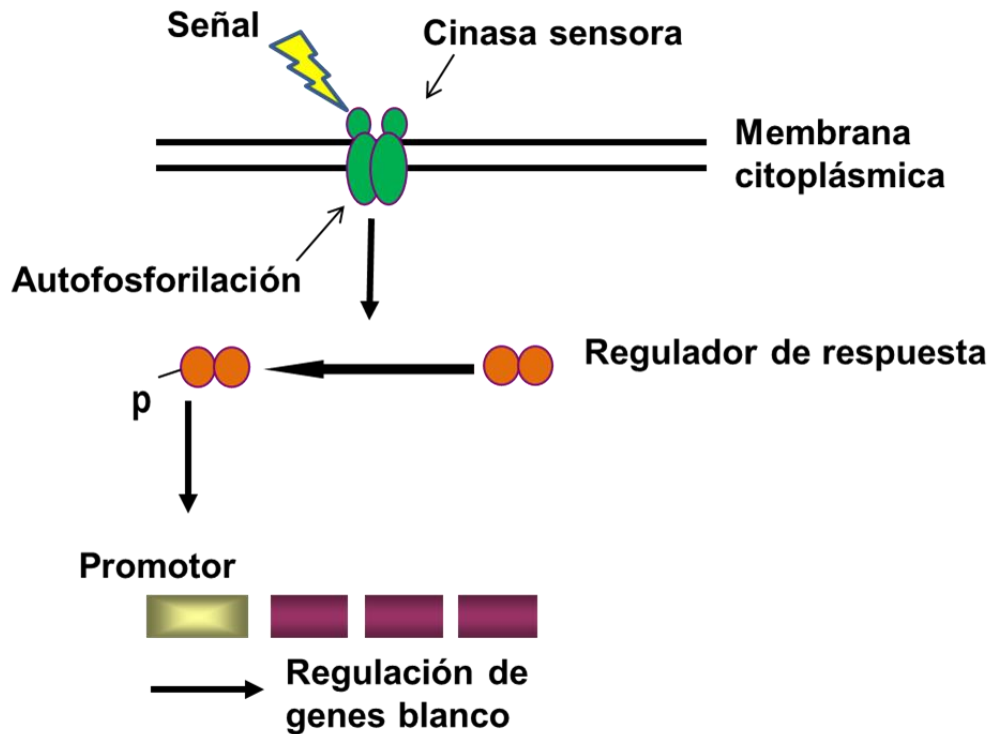 Señal
Cinasa sensora
Membrana
citoplásmica
Autofosforilación
Regulador de respuesta
p
Promotor
Regulación de
genes blanco